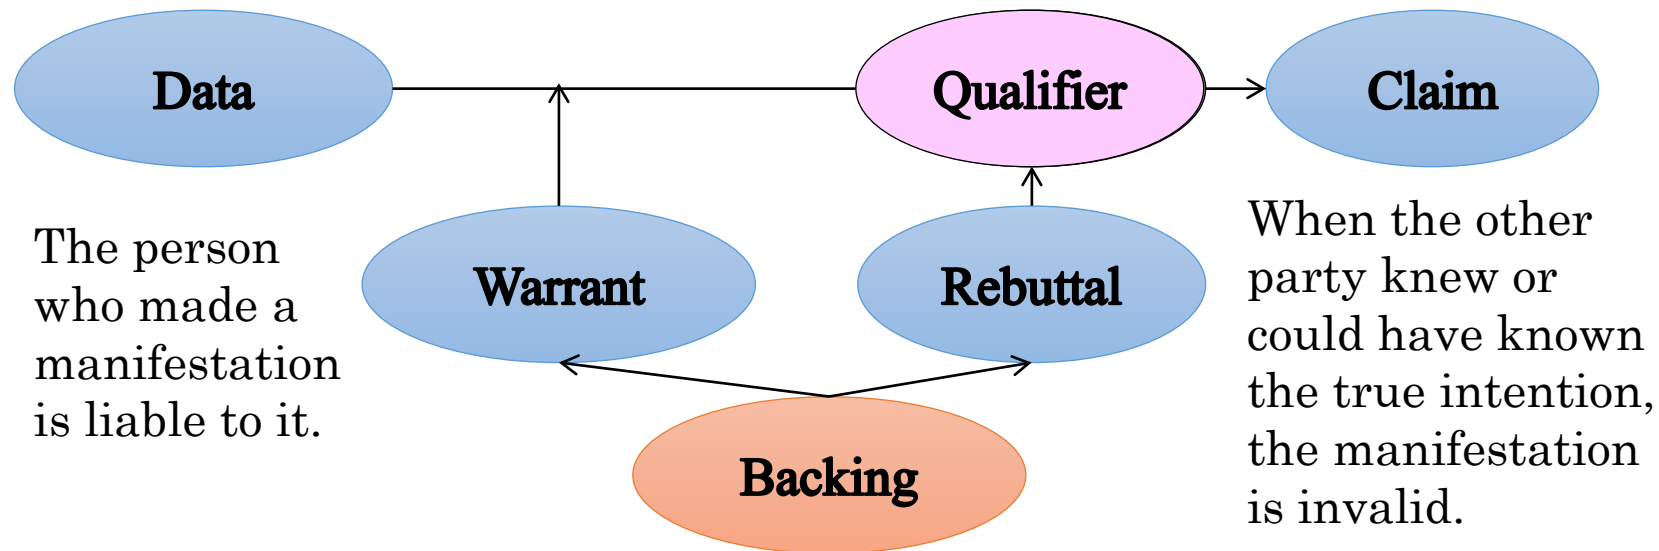 Data
Qualifier
Claim
The person
who made a
manifestation
is liable to it.
Warrant
Rebuttal
When the other
party knew or
could have known
the true intention,
the manifestation
is invalid.
Backing